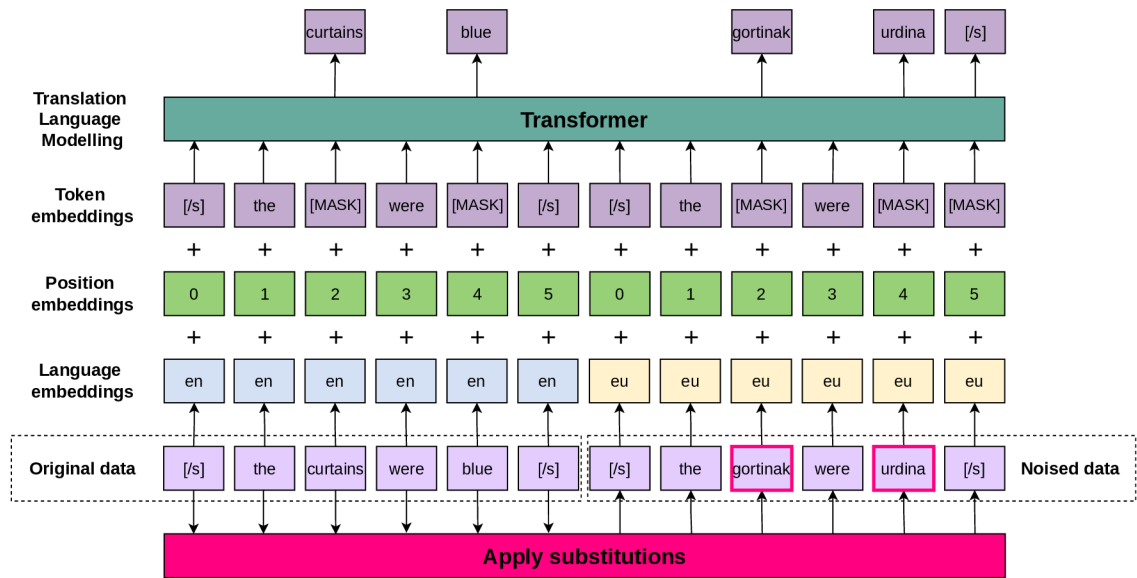 curtains blue gortinak urdina [/s]
Translation
Language
Modelling
Transformer
Token
embeddings
[/s] the [MASK] were [MASK] [/s] [/s] the [MASK] were [MASK] [MASK]
+ + + + + + + + + + + +
Position
embeddings
0 1 2 3 4 5 0 1 2 3 4 5
+ + + + + + + + + + + +
Language
embeddings
en en en en en en eu eu eu eu eu eu
Original data [/s] the curtains were blue [/s] [/s] the gortinak were urdina [/s] Noised data
Apply substitutions